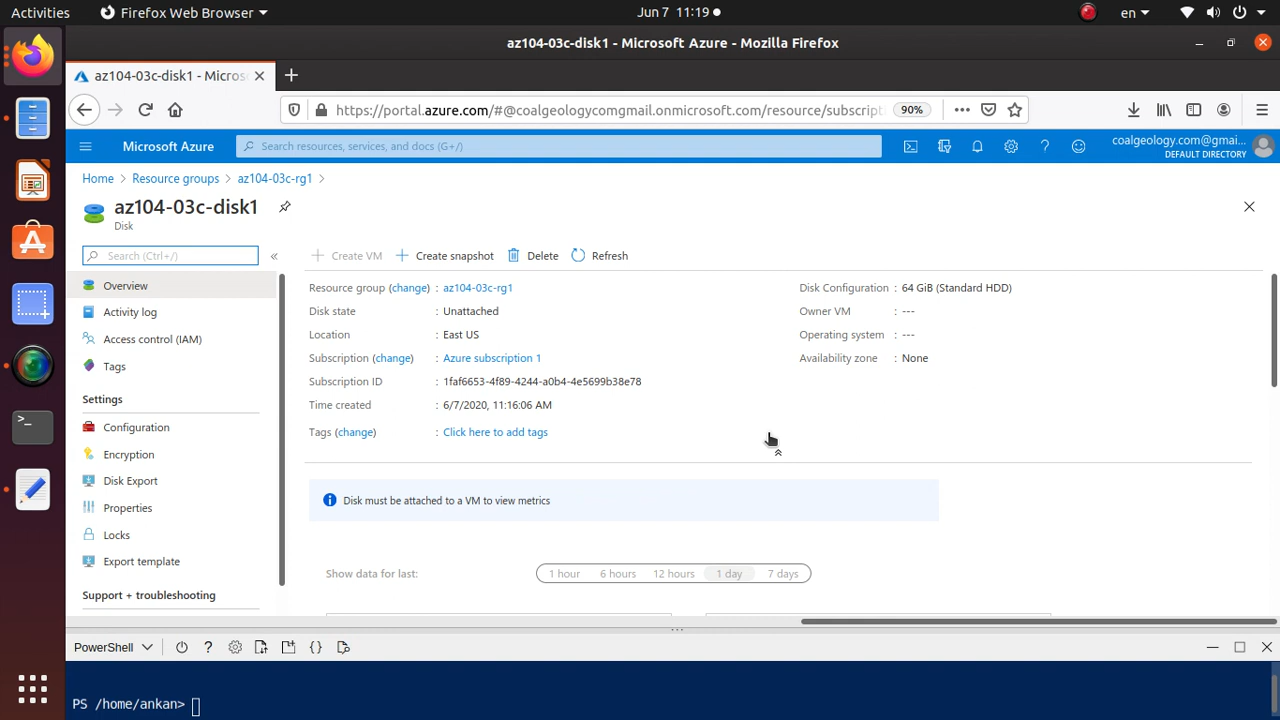 Activities
Firefox Web Browser
Jun 7 11:19
en
az104-03c-disk1 - Microsoft Azure - Mozilla Firefox
az104-03c-disk1 - Micros
https://portal.azure.com/#@coalgeologycomgmail.onmicrosoft.com/resource/subscript
90%
Microsoft Azure
Search resources, services, and docs (G+/)
coalgeology.com@gmai...
DEFAULT DIRECTORY
Home > Resource groups > az104-03c-rg1 >
az104-03c-disk1
Disk
Search (Ctrl+/)
«
Create VM
Create snapshot
Delete
Refresh
Overview
Activity log
Access control (IAM)
Tags
Settings
Configuration
Encryption
Disk Export
Properties
Locks
Export template
Support + troubleshooting
Resource group (change) : az104-03c-rg1
Disk state : Unattached
Location : East US
Subscription (change) : Azure subscription 1
Subscription ID : 1faf6653-4f89-4244-a0b4-4e5699b38e78
Time created : 6/7/2020, 11:16:06 AM
Tags (change) : Click here to add tags
Disk Configuration : 64 GiB (Standard HDD)
Owner VM : ---
Operating system : ---
Availability zone : None
Disk must be attached to a VM to view metrics
Show data for last:
1 hour
6 hours
12 hours
1 day
7 days
PowerShell
PS /home/ankan>